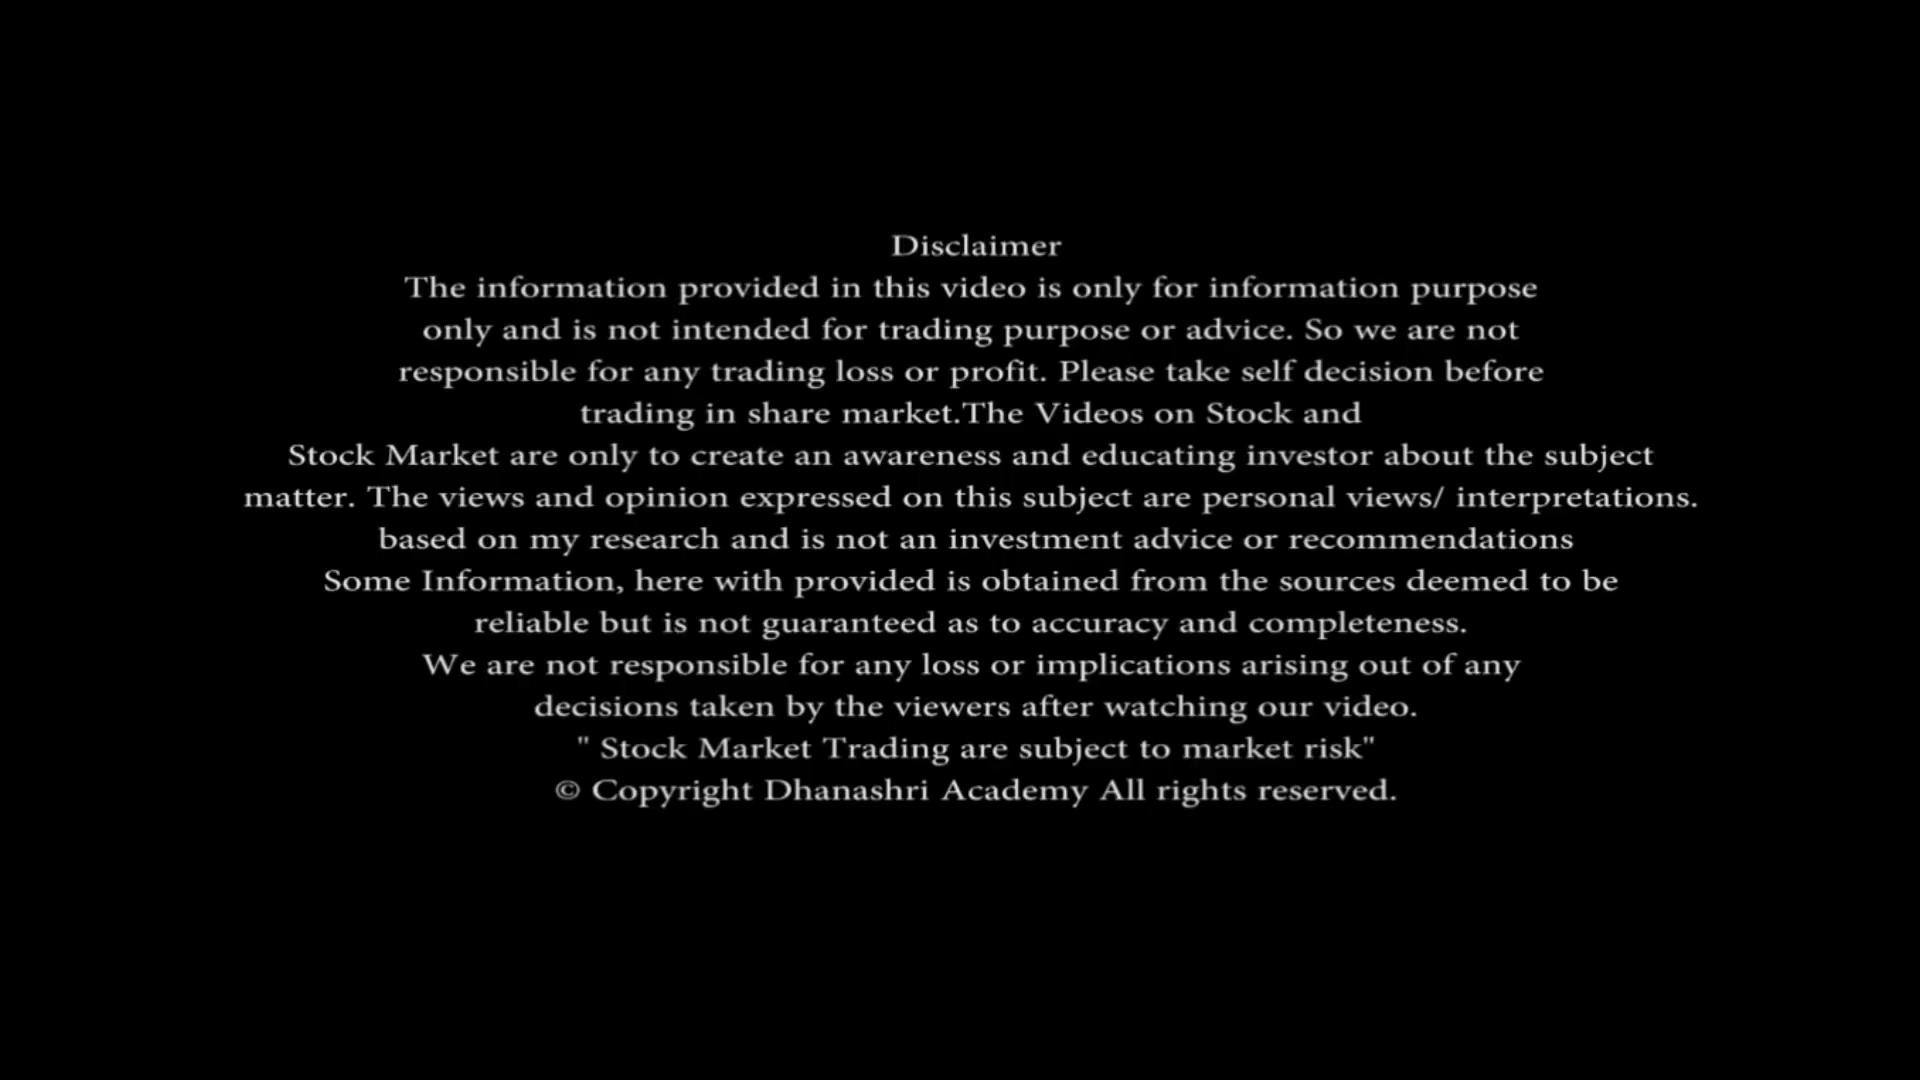 Disclaimer
The information provided in this video is only for information purpose
only and is not intended for trading purpose or advice. So we are not
responsible for any trading loss or profit. Please take self decision before
trading in share market.The Videos on Stock and
Stock Market are only to create an awareness and educating investor about the subject
matter. The views and opinion expressed on this subject are personal views/ interpretations.
based on my research and is not an investment advice or recommendations
Some Information, here with provided is obtained from the sources deemed to be
reliable but is not guaranteed as to accuracy and completeness.
We are not responsible for any loss or implications arising out of any
decisions taken by the viewers after watching our video.
" Stock Market Trading are subject to market risk"
© Copyright Dhanashri Academy All rights reserved.